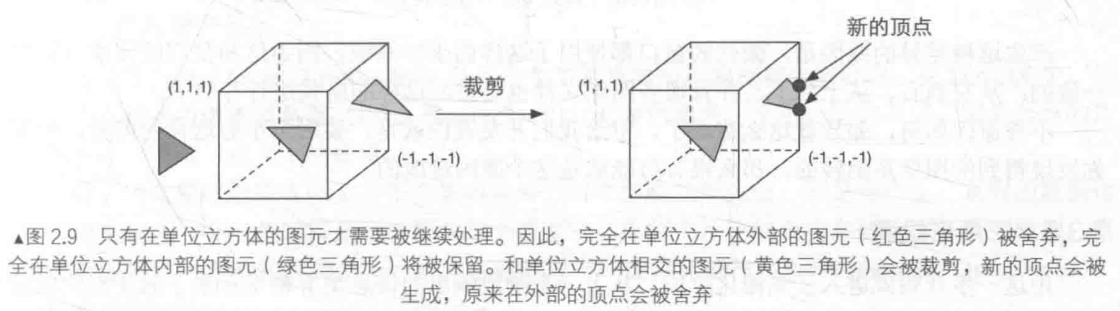 新的顶点
(1,1,1)
裁剪
(1,1,1)
(-1,-1,-1)
(-1,-1,-1)
▲图 2.9 只有在单位立方体的图元才需要被继续处理。因此，完全在单位立方体外部的图元（红色三角形）被舍弃，完
全在单位立方体内部的图元（绿色三角形）将被保留。和单位立方体相交的图元（黄色三角形）会被裁剪，新的顶点会被
生成，原来在外部的顶点会被舍弃